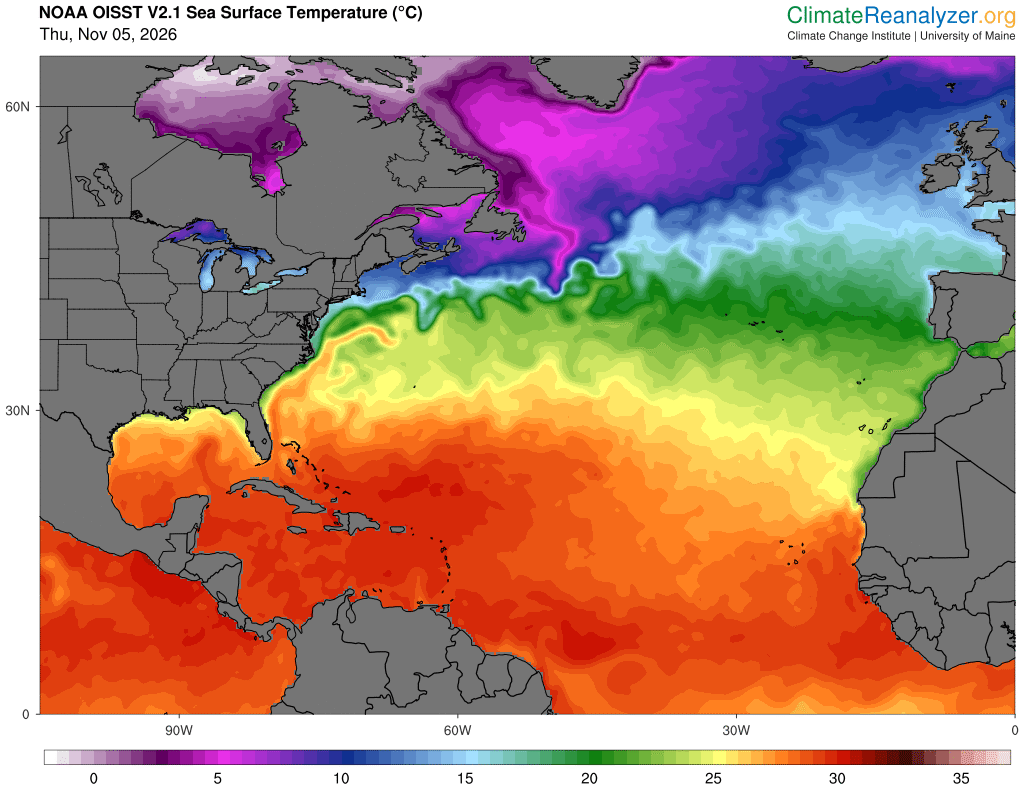 NOAA OISST V2.1 Sea Surface Temperature (°C)
Thu, Nov 05, 2026
ClimateReanalyzer.org
Climate Change Institute | University of Maine
60N
30N
0
90W 60W 30W 0
0 5 10 15 20 25 30 35